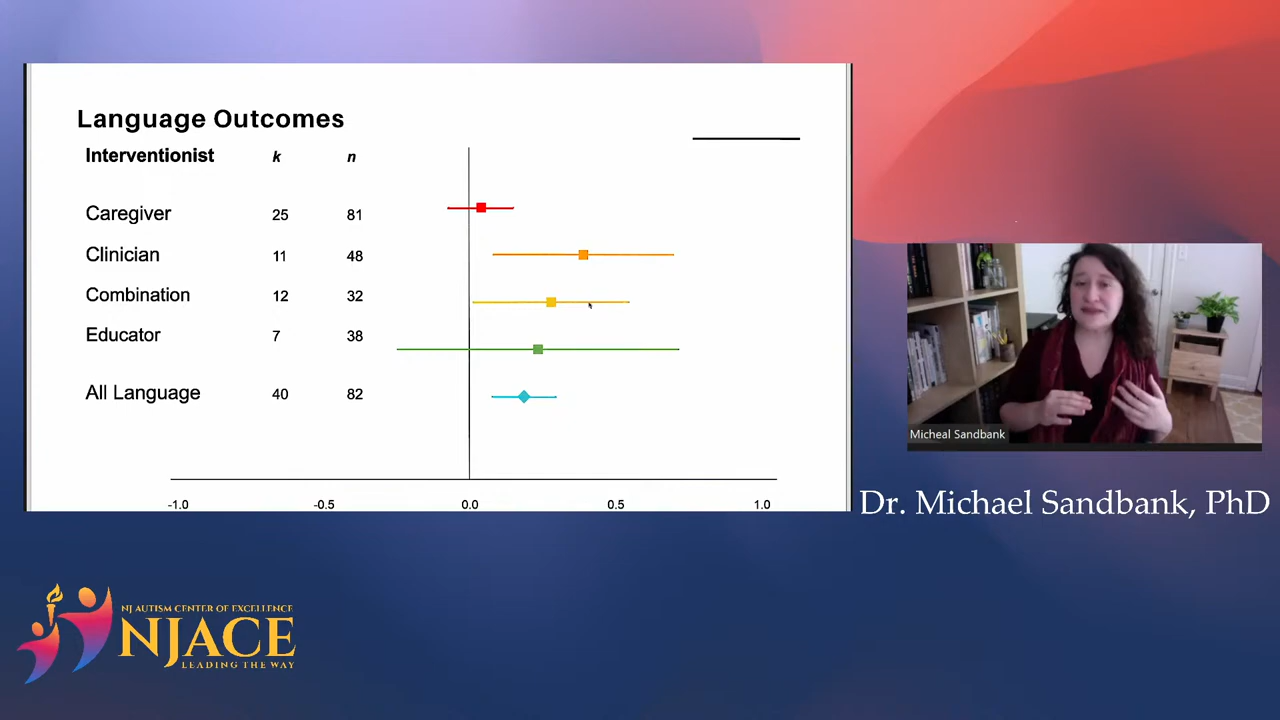 Language Outcomes
Interventionist k n
Caregiver 25 81
Clinician 11 48
Combination 12 32
Educator 7 38
All Language 40 82
-1.0 -0.5 0.0 0.5 1.0
Micheal Sandbank
Dr. Michael Sandbank, PhD
NJ AUTISM CENTER OF EXCELLENCE
NJACE
LEADING THE WAY